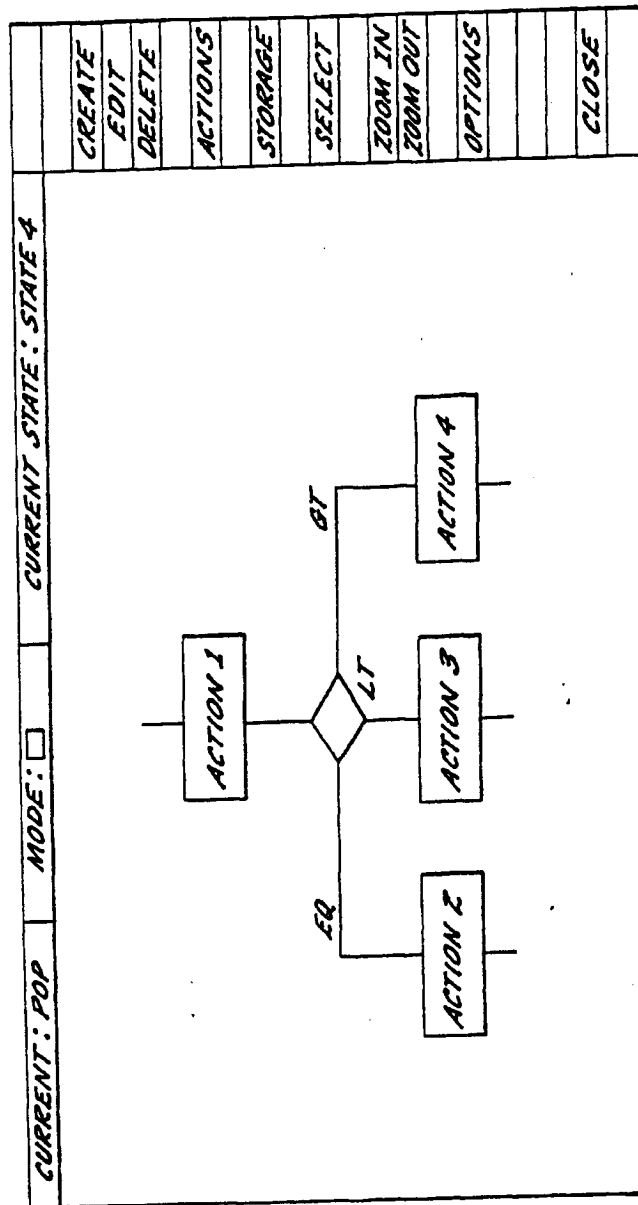 CURRENT: POP
MODE:
CURRENT STATE: STATE 4
CREATE
EDIT
DELETE
ACTIONS
STORAGE
SELECT
ZOOM IN
ZOOM OUT
OPTIONS
CLOSE
ACTION 1
EQ
LT
GT
ACTION 2
ACTION 3
ACTION 4